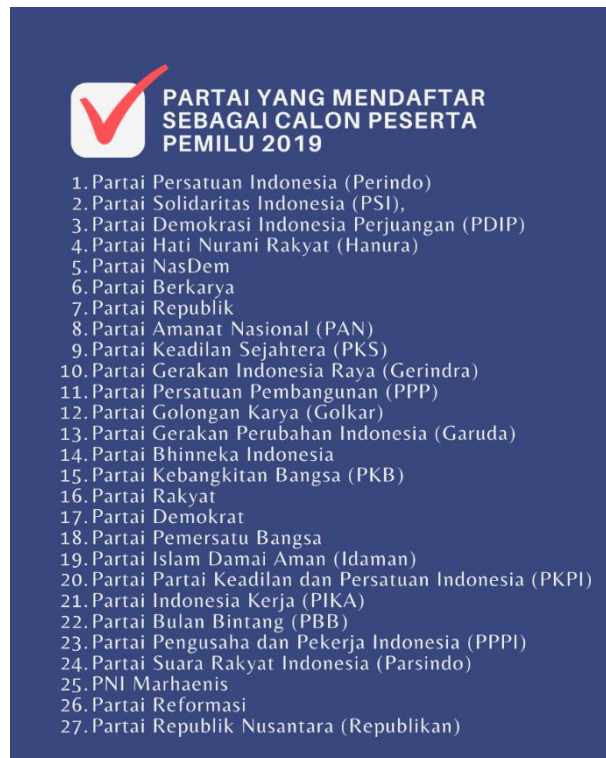 PARTAI YANG MENDAFTAR
SEBAGAI CALON PESERTA
PEMILU 2019
1. Partai Persatuan Indonesia (Perindo)
2. Partai Solidaritas Indonesia (PSI),
3. Partai Demokrasi Indonesia Perjuangan (PDIP)
4. Partai Hati Nurani Rakyat (Hanura)
5. Partai NasDem
6. Partai Berkarya
7. Partai Republik
8. Partai Amanat Nasional (PAN)
9. Partai Keadilan Sejahtera (PKS)
10. Partai Gerakan Indonesia Raya (Gerindra)
11. Partai Persatuan Pembangunan (PPP)
12. Partai Golongan Karya (Golkar)
13. Partai Gerakan Perubahan Indonesia (Garuda)
14. Partai Bhinneka Indonesia
15. Partai Kebangkitan Bangsa (PKB)
16. Partai Rakyat
17. Partai Demokrat
18. Partai Pemersatu Bangsa
19. Partai Islam Damai Aman (Idaman)
20. Partai Partai Keadilan dan Persatuan Indonesia (PKPI)
21. Partai Indonesia Kerja (PIKA)
22. Partai Bulan Bintang (PBB)
23. Partai Pengusaha dan Pekerja Indonesia (PPPI)
24. Partai Suara Rakyat Indonesia (Parsindo)
25. PNI Marhaenis
26. Partai Reformasi
27. Partai Republik Nusantara (Republikan)